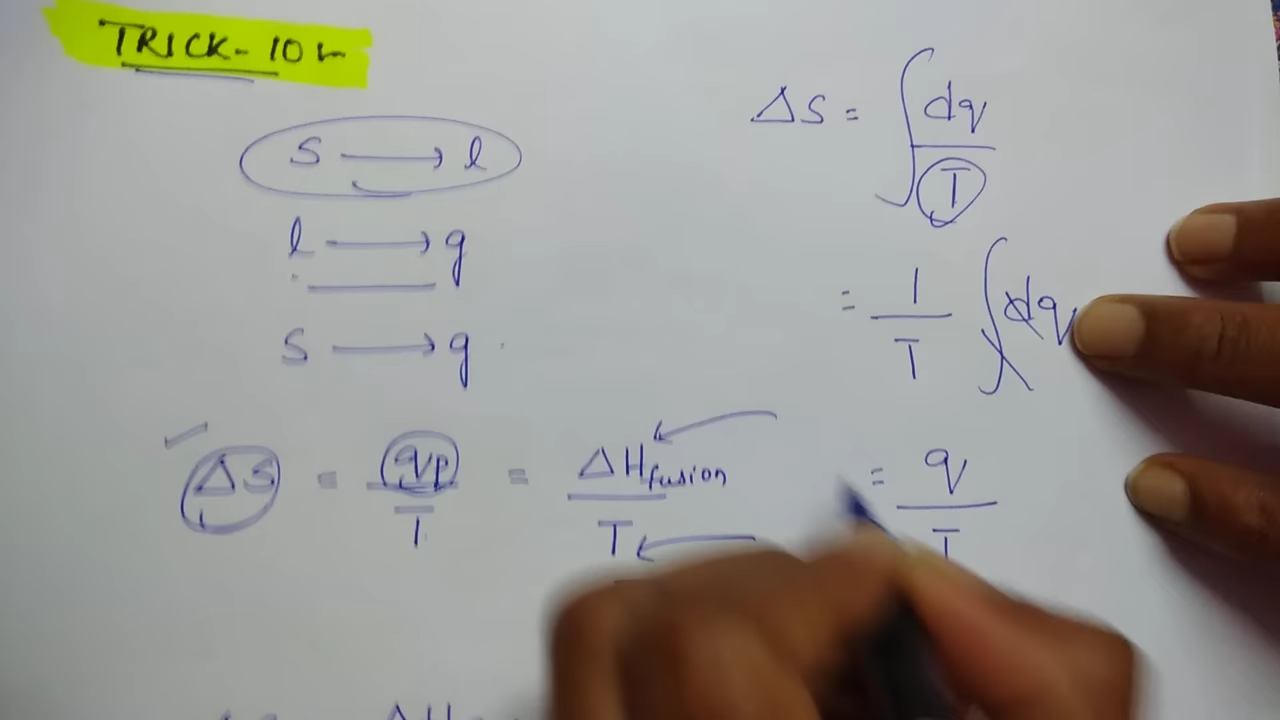 TRICK-10
S → l
l → g
S → g
ΔS = qp/T = ΔHfusion/T
ΔS = ∫dq/T
= 1/T ∫dq
= q/T